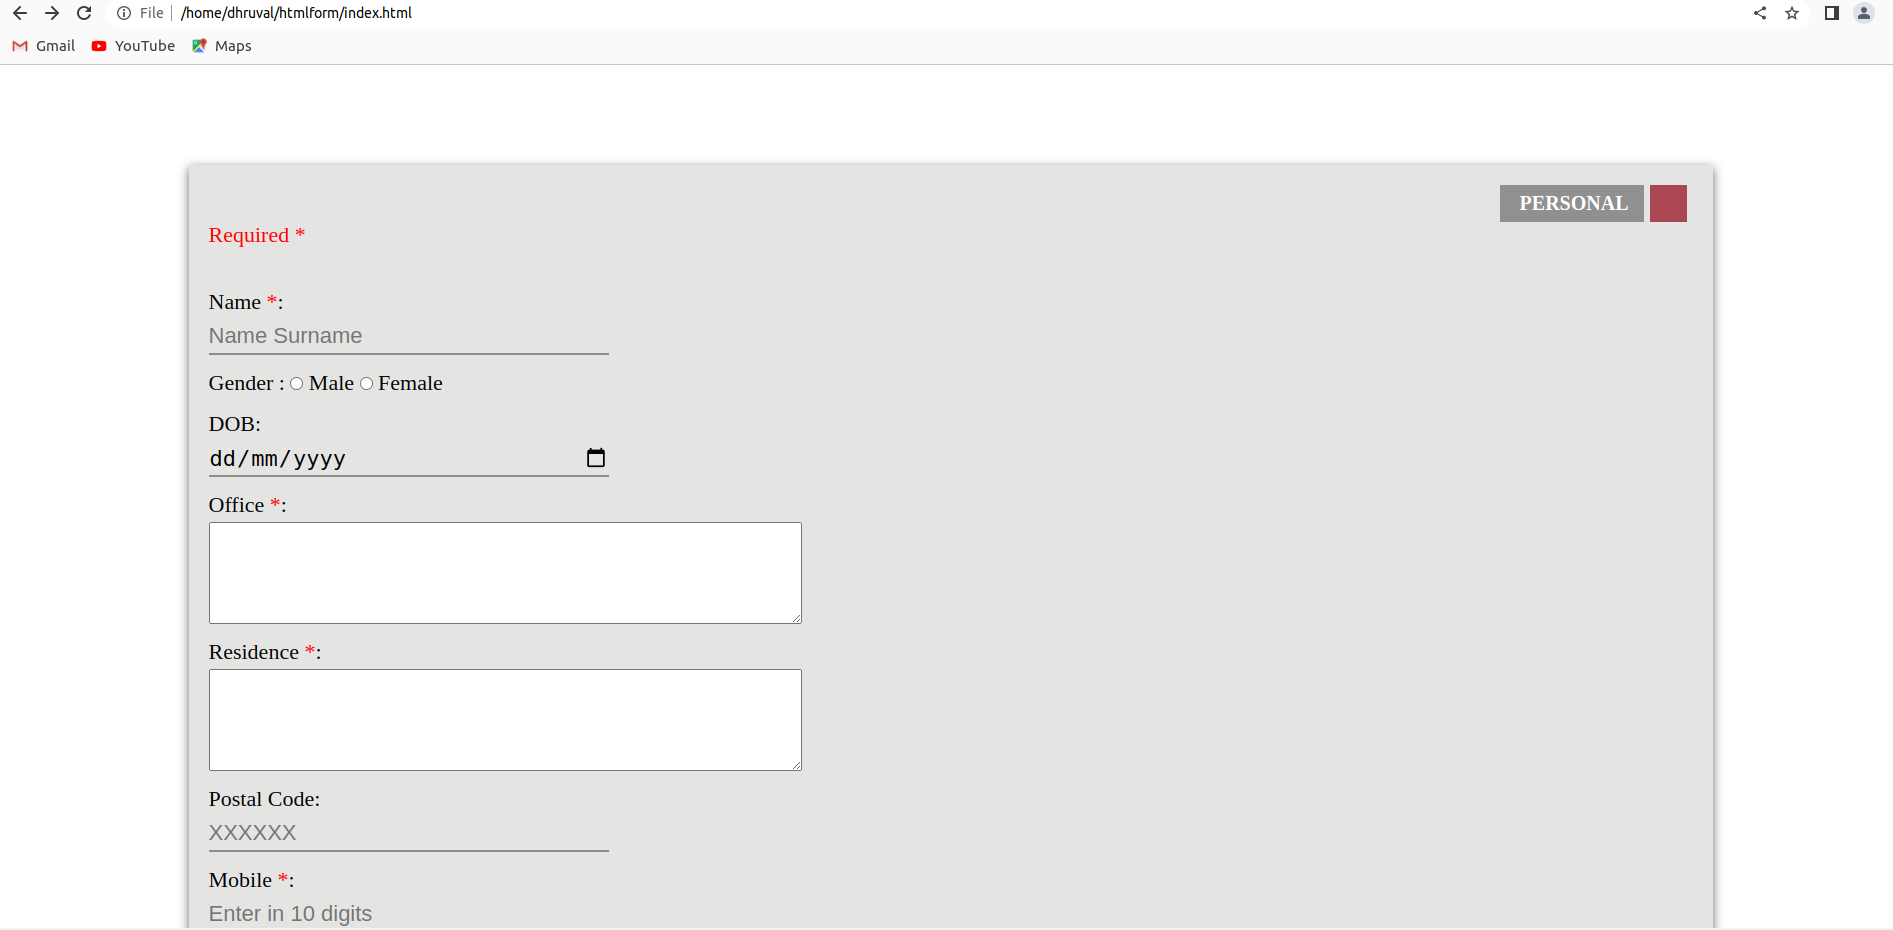 File /home/dhruval/htmlform/index.html
Gmail YouTube Maps
PERSONAL
Required *
Name *:
Name Surname
Gender : Male Female
DOB:
dd/mm/yyyy
Office *:
Residence *:
Postal Code:
XXXXXX
Mobile *:
Enter in 10 digits